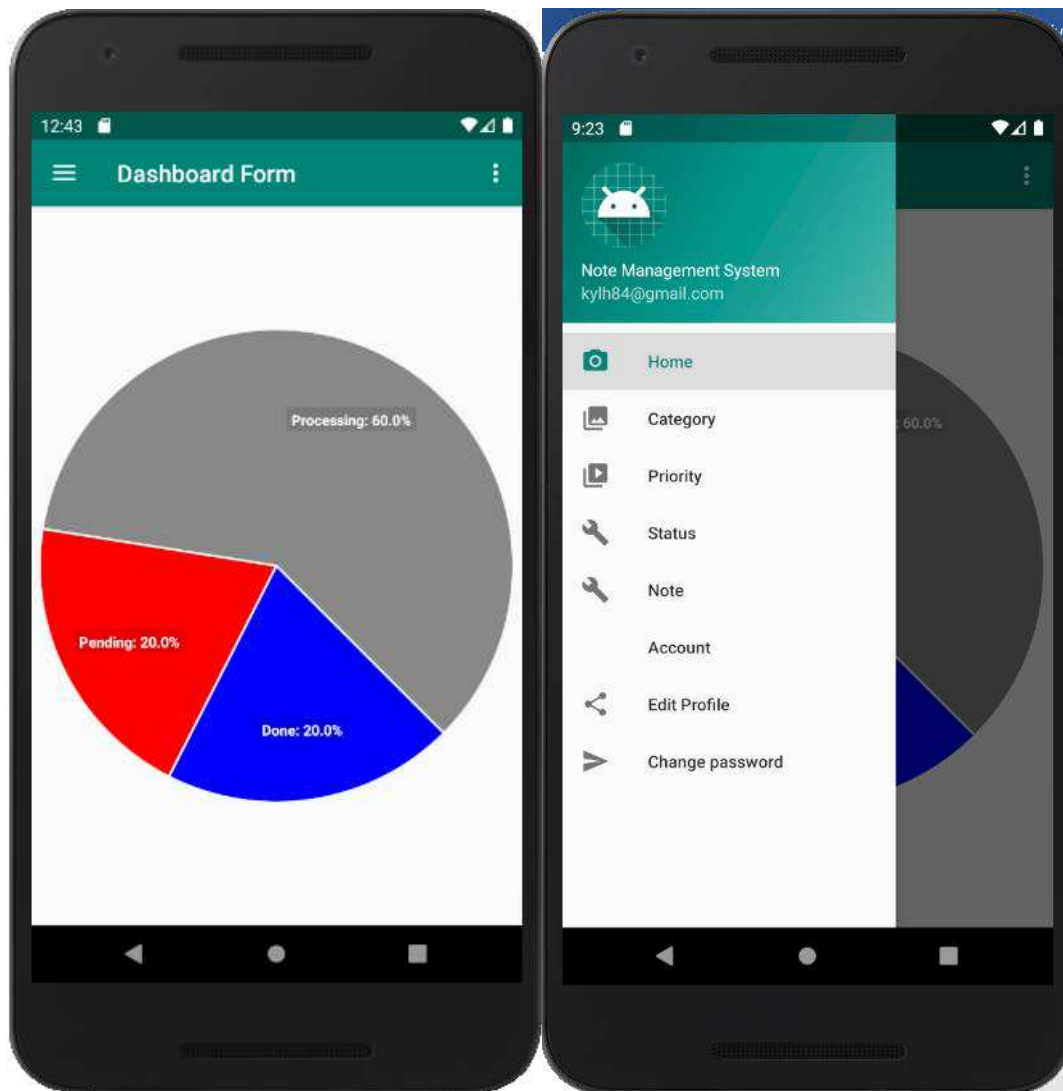 12:43
Dashboard Form
Processing: 60.0%
Pending: 20.0%
Done: 20.0%
9:23
Note Management System
kylh84@gmail.com
Home
Category
: 60.0%
Priority
Status
Note
Account
Edit Profile
Change password